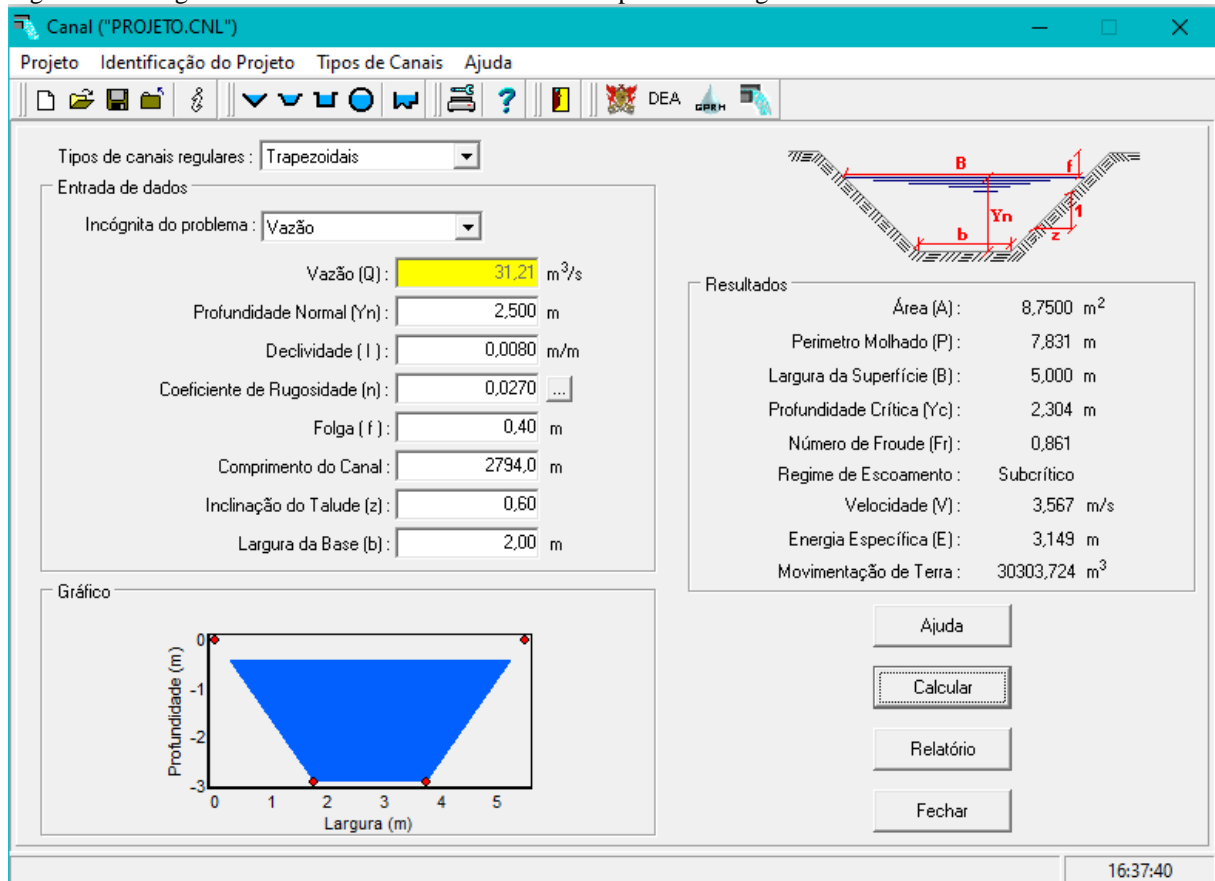 Canal ("PROJETO.CNL")
Projeto Identificação do Projeto Tipos de Canais Ajuda
DEA GPRH
Tipos de canais regulares : Trapezoidais
Entrada de dados
Incógnita do problema : Vazão
Vazão (Q) : 31,21 m³/s
Profundidade Normal (Yn) : 2,500 m
Declividade ( I ) : 0,0080 m/m
Coeficiente de Rugosidade (n) : 0,0270 ...
Folga ( f ) : 0,40 m
Comprimento do Canal : 2794,0 m
Inclinação do Talude (z) : 0,60
Largura da Base (b) : 2,00 m
B f
Yn 1
b z
Resultados
Área (A) : 8,7500 m²
Perimetro Molhado (P) : 7,831 m
Largura da Superfície (B) : 5,000 m
Profundidade Crítica (Yc) : 2,304 m
Número de Froude (Fr) : 0,861
Regime de Escoamento : Subcrítico
Velocidade (V) : 3,567 m/s
Energia Específica (E) : 3,149 m
Movimentação de Terra : 30303,724 m³
Gráfico
Profundidade (m)
0
-1
-2
-3
0 1 2 3 4 5
Largura (m)
Ajuda
Calcular
Relatório
Fechar
16:37:40